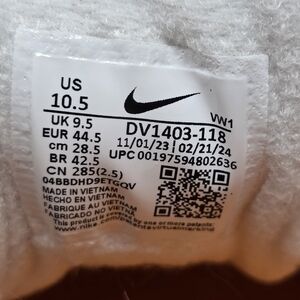 US
10.5
VW1
UK 9.5
DV1403-118
EUR 44.5
11/01/23 02/21/24
cm 28.5
UPC 00197594802636
BR 42.5
CN 285(2.5)
04BBDHD9ETGQV
MADE IN VIETNAM
HECHO EN VIETNAM
FABRIQUE AU VIETNAM
FABRICADO NO VIETNÃ